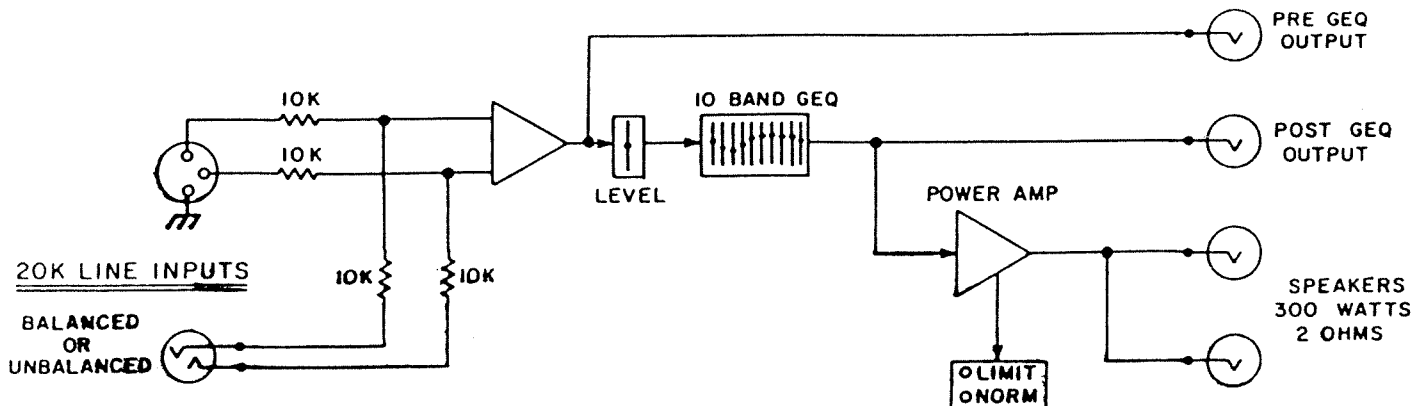 PRE GEQ
OUTPUT
10K
10 BAND GEQ
10K
POST GEQ
OUTPUT
LEVEL
POWER AMP
20K LINE INPUTS
10K
10K
BALANCED
OR
UNBALANCED
SPEAKERS
300 WATTS
2 OHMS
LIMIT
NORM